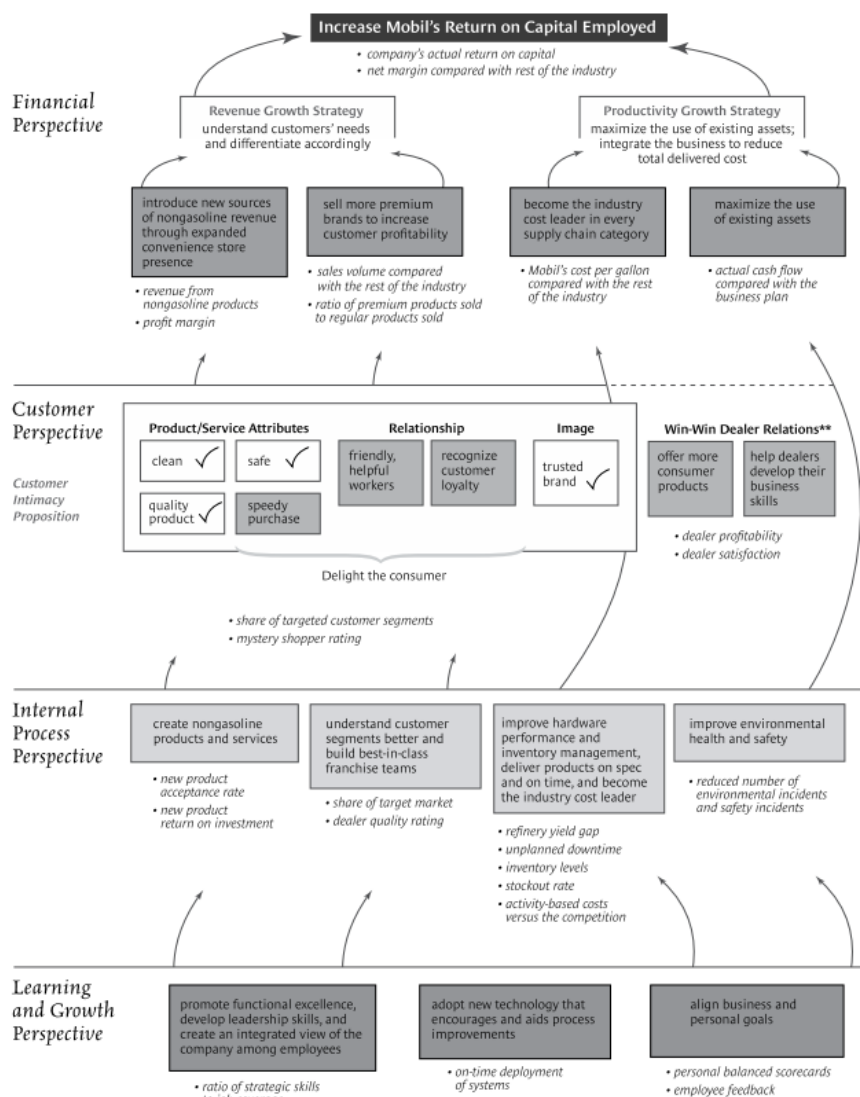 Increase Mobil's Return on Capital Employed
• company's actual return on capital
• net margin compared with rest of the industry
Financial
Perspective
Revenue Growth Strategy
understand customers' needs
and differentiate accordingly
Productivity Growth Strategy
maximize the use of existing assets;
integrate the business to reduce
total delivered cost
introduce new sources
of nongasoline revenue
through expanded
convenience store
presence
• revenue from
nongasoline products
• profit margin
sell more premium
brands to increase
customer profitability
• sales volume compared
with the rest of the industry
• ratio of premium products sold
to regular products sold
become the industry
cost leader in every
supply chain category
• Mobil's cost per gallon
compared with the rest
of the industry
maximize the use
of existing assets
• actual cash flow
compared with the
business plan
Customer
Perspective
Customer
Intimacy
Proposition
Product/Service Attributes
clean
safe
quality
product
speedy
purchase
Relationship
friendly,
helpful
workers
recognize
customer
loyalty
Image
trusted
brand
Delight the consumer
• share of targeted customer segments
• mystery shopper rating
Win-Win Dealer Relations**
offer more
consumer
products
help dealers
develop their
business
skills
• dealer profitability
• dealer satisfaction
Internal
Process
Perspective
create nongasoline
products and services
• new product
acceptance rate
• new product
return on investment
understand customer
segments better and
build best-in-class
franchise teams
• share of target market
• dealer quality rating
improve hardware
performance and
inventory management,
deliver products on spec
and on time, and become
the industry cost leader
• refinery yield gap
• unplanned downtime
• inventory levels
• stockout rate
• activity-based costs
versus the competition
improve environmental
health and safety
• reduced number of
environmental incidents
and safety incidents
Learning
and Growth
Perspective
promote functional excellence,
develop leadership skills, and
create an integrated view of the
company among employees
• ratio of strategic skills
adopt new technology that
encourages and aids process
improvements
• on-time deployment
of systems
align business and
personal goals
• personal balanced scorecards
• employee feedback